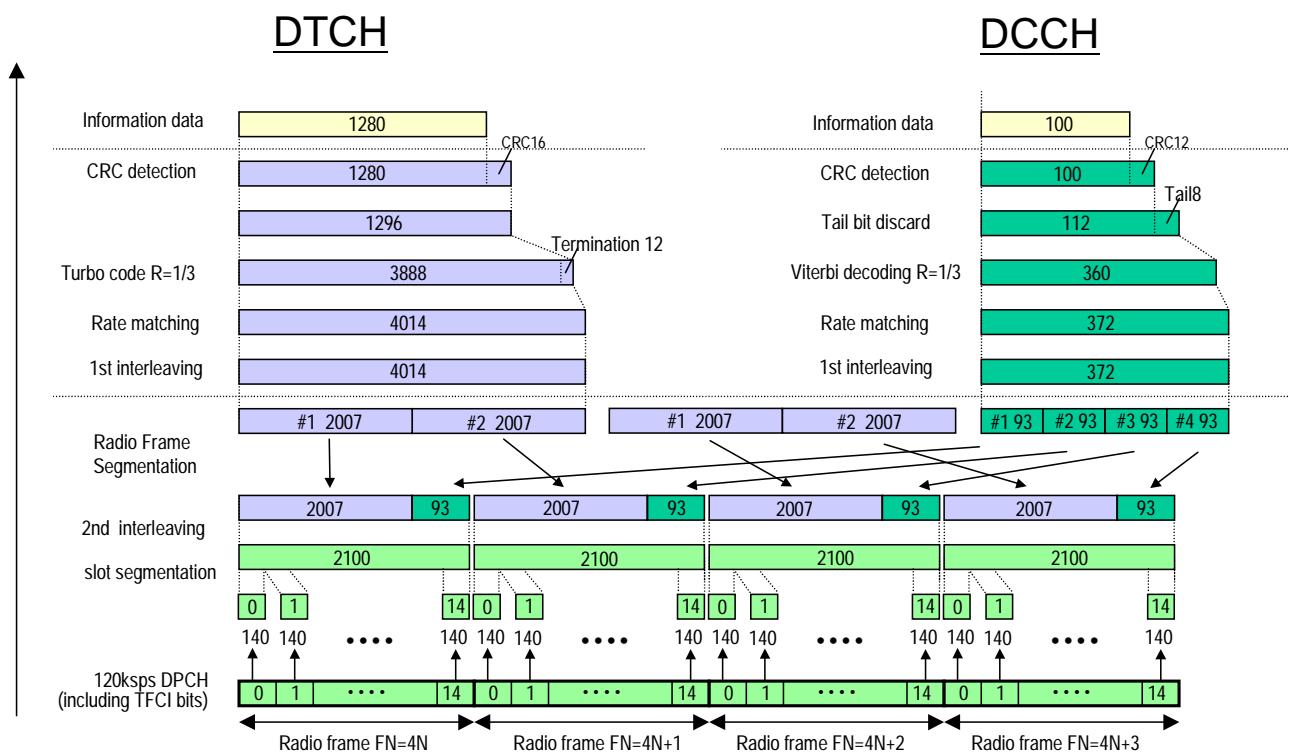 DTCH DCCH
Information data 1280 Information data 100
CRC16 CRC12
CRC detection 1280 CRC detection 100
Tail8
1296 Tail bit discard 112
Termination 12
Turbo code R=1/3 3888 Viterbi decoding R=1/3 360
Rate matching 4014 Rate matching 372
1st interleaving 4014 1st interleaving 372
#1 2007 #2 2007 #1 2007 #2 2007 #1 93 #2 93 #3 93 #4 93
Radio Frame
Segmentation
2007 93 2007 93 2007 93 2007 93
2nd interleaving
2100 2100 2100 2100
slot segmentation
0 1 14 0 1 14 0 1 14 0 1 14
140 140 •••• 140 140 140 •••• 140 140 140 •••• 140 140 140 •••• 140
120ksps DPCH
(including TFCI bits)
0 1 •••• 14 0 1 •••• 14 0 1 •••• 14 0 1 •••• 14
Radio frame FN=4N Radio frame FN=4N+1 Radio frame FN=4N+2 Radio frame FN=4N+3